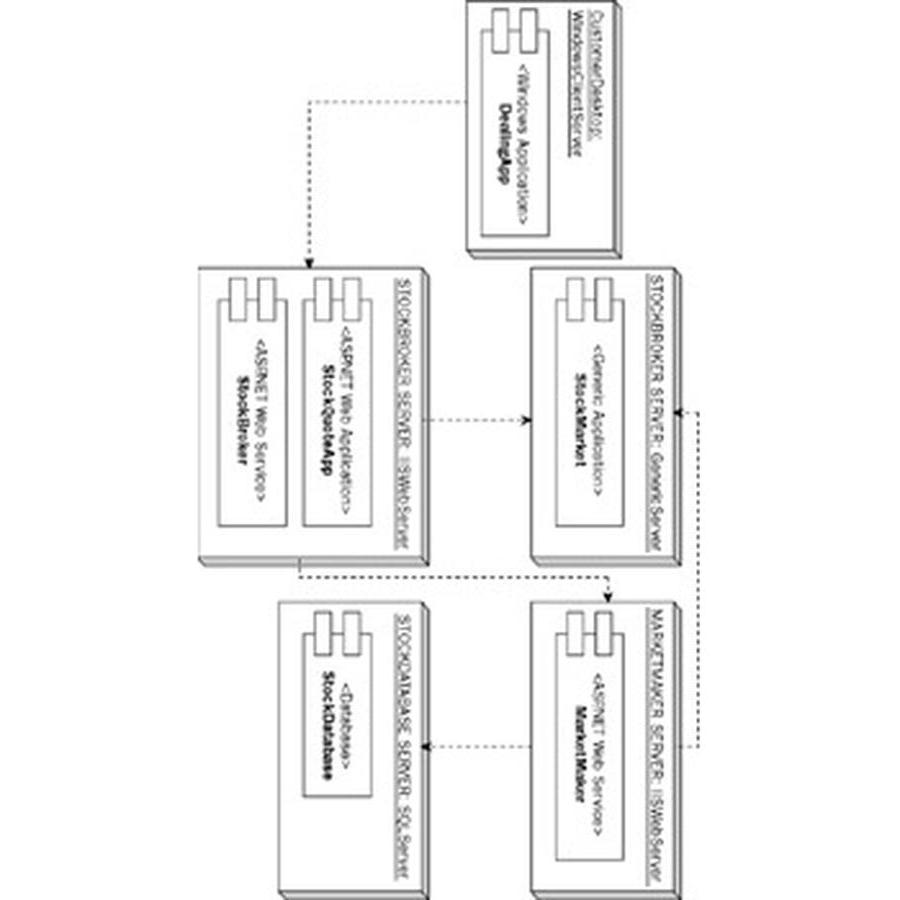 CustomerDesktop:
WindowsClientServer
<Windows Application>
DealingApp
STOCKBROKER SERVER: GenericServer
<Generic Application>
StockMarket
MARKETMAKER SERVER: IISWebServer
<ASP.NET Web Service>
MarketMaker
STOCKBROKER SERVER: IISWebServer
<ASP.NET Web Application>
StockQuoteApp
<ASP.NET Web Service>
StockBroker
STOCKDATABASE SERVER: SQLServer
<Database>
StockDatabase